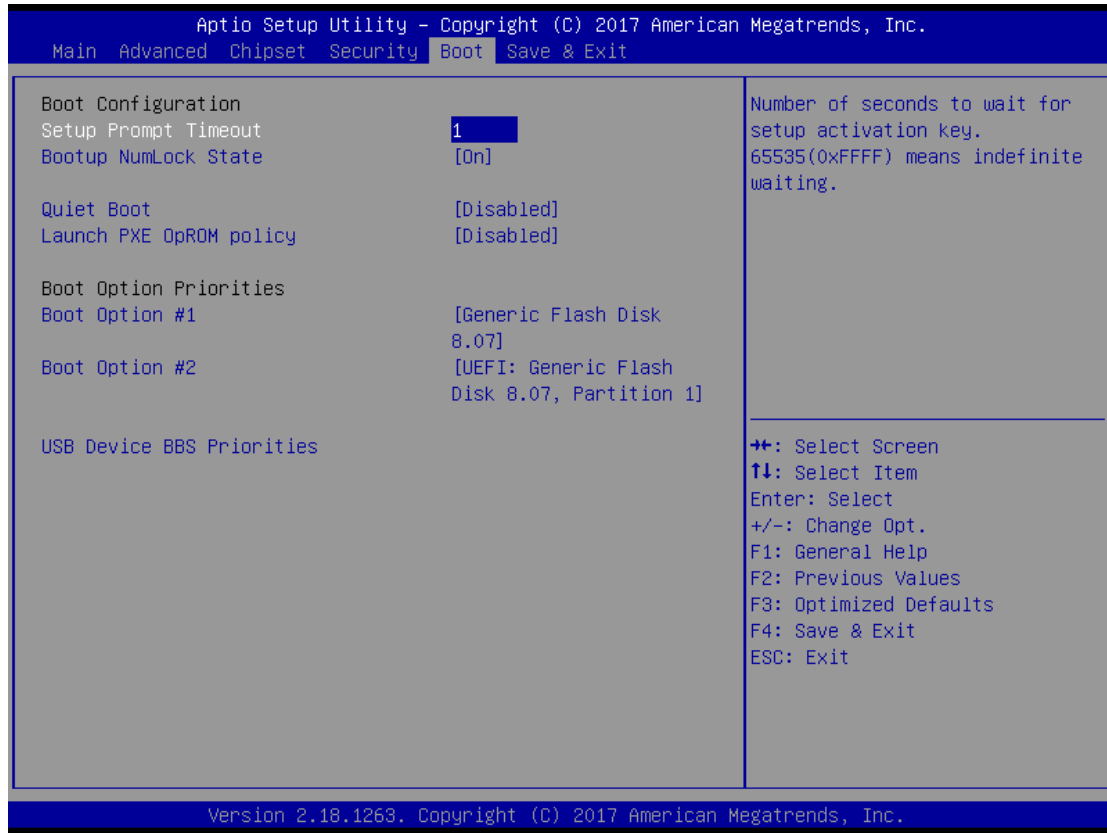 Aptio Setup Utility – Copyright (C) 2017 American Megatrends, Inc.
Main Advanced Chipset Security Boot Save & Exit
Boot Configuration
Setup Prompt Timeout 1
Bootup NumLock State [On]
Quiet Boot [Disabled]
Launch PXE OpROM policy [Disabled]
Boot Option Priorities
Boot Option #1 [Generic Flash Disk
8.07]
Boot Option #2 [UEFI: Generic Flash
Disk 8.07, Partition 1]
USB Device BBS Priorities
Number of seconds to wait for
setup activation key.
65535(0xFFFF) means indefinite
waiting.
→←: Select Screen
↑↓: Select Item
Enter: Select
+/-: Change Opt.
F1: General Help
F2: Previous Values
F3: Optimized Defaults
F4: Save & Exit
ESC: Exit
Version 2.18.1263. Copyright (C) 2017 American Megatrends, Inc.